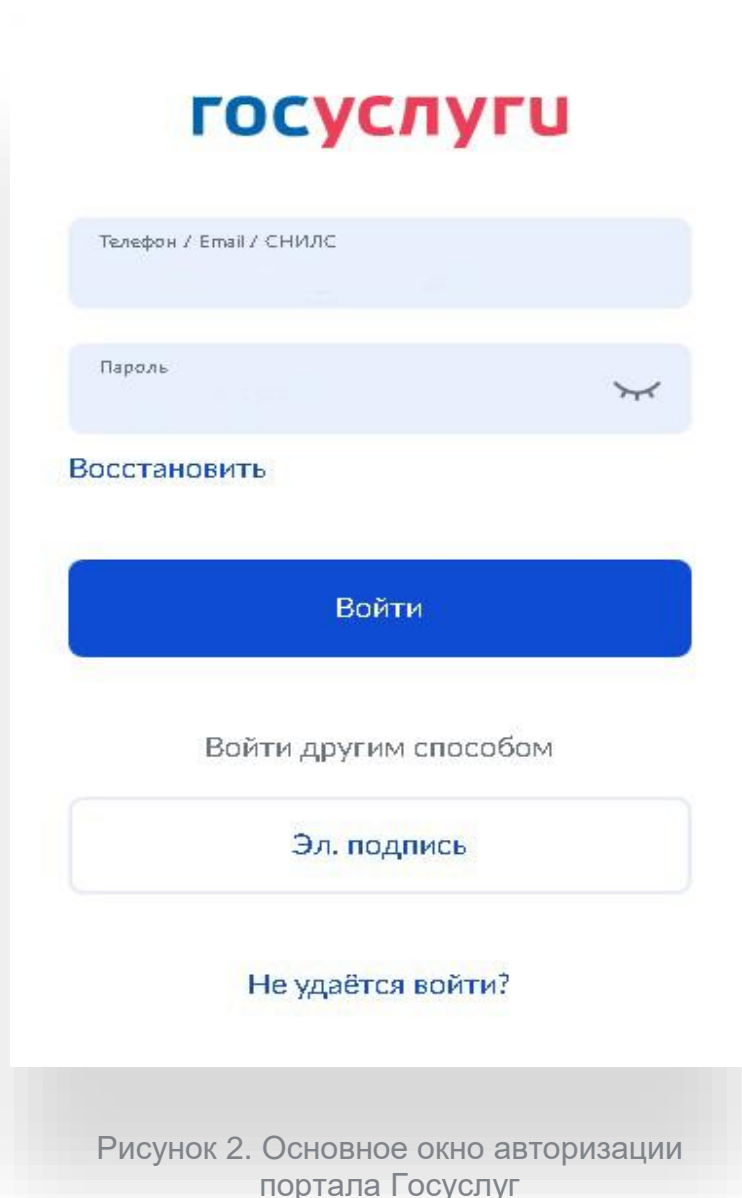 госуслуги
Телефон / Email / СНИЛС
Пароль
Восстановить
Войти
Войти другим способом
Эл. подпись
Не удаётся войти?
Рисунок 2. Основное окно авторизации
портала Госуслуг